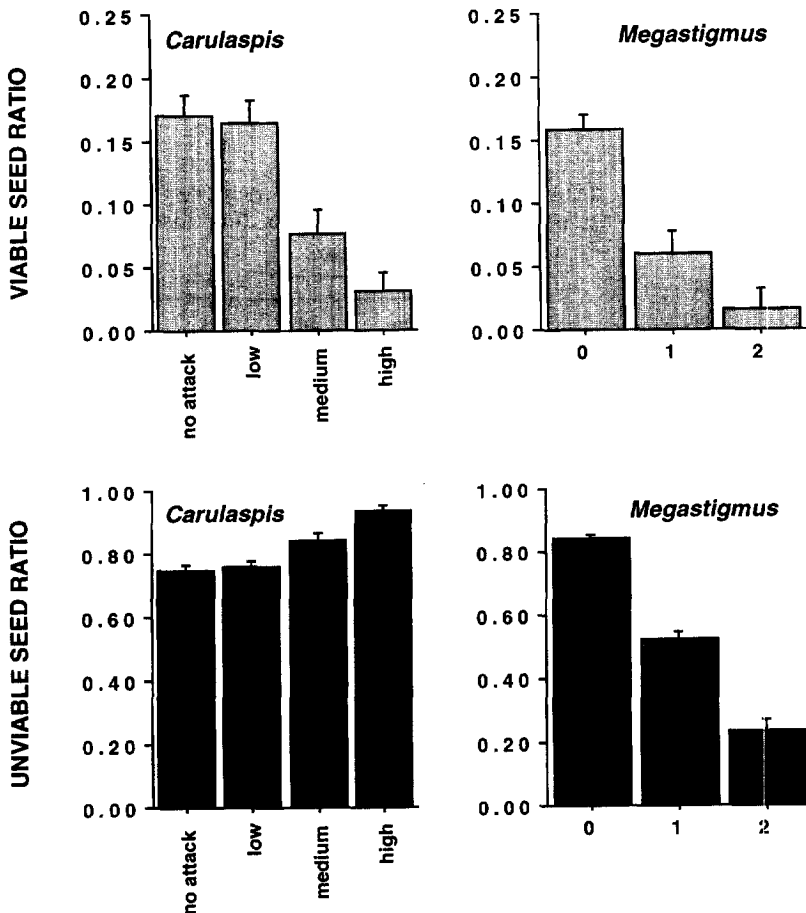 VIABLE SEED RATIO
Carulaspis
0.25
0.20
0.15
0.10
0.05
0.00
no attack
low
medium
high
Megastigmus
0.25
0.20
0.15
0.10
0.05
0.00
0
1
2
UNVIABLE SEED RATIO
Carulaspis
1.00
0.80
0.60
0.40
0.20
0.00
no attack
low
medium
high
Megastigmus
1.00
0.80
0.60
0.40
0.20
0.00
0
1
2